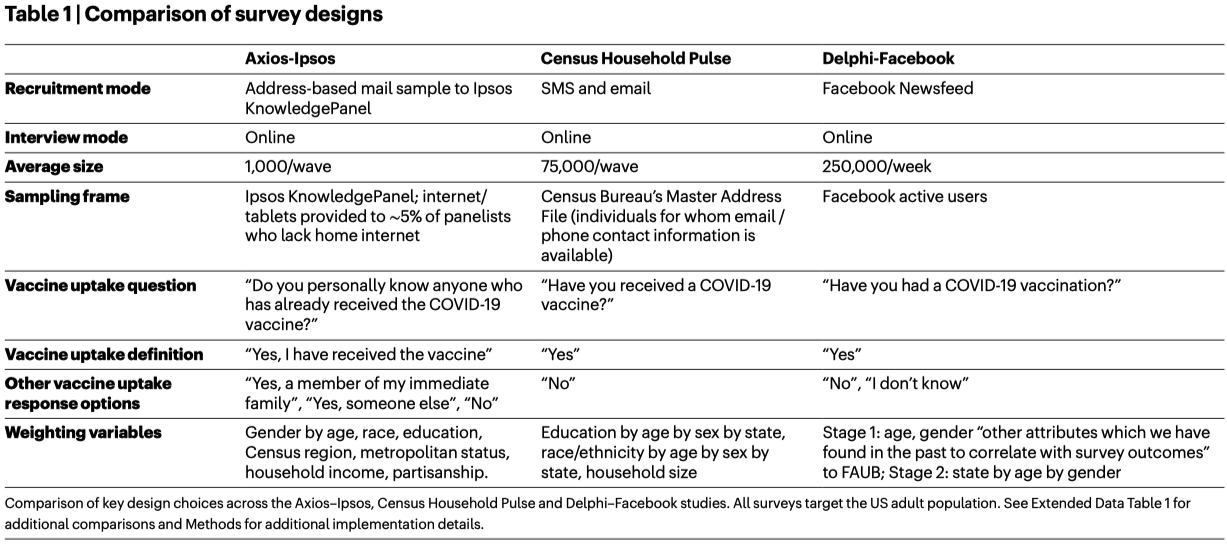 Table 1 | Comparison of survey designs
Axios-Ipsos Census Household Pulse Delphi-Facebook
Recruitment mode Address-based mail sample to Ipsos KnowledgePanel SMS and email Facebook Newsfeed
Interview mode Online Online Online
Average size 1,000/wave 75,000/wave 250,000/week
Sampling frame Ipsos KnowledgePanel; internet/tablets provided to ~5% of panelists who lack home internet Census Bureau’s Master Address File (individuals for whom email / phone contact information is available) Facebook active users
Vaccine uptake question “Do you personally know anyone who has already received the COVID-19 vaccine?” “Have you received a COVID-19 vaccine?” “Have you had a COVID-19 vaccination?”
Vaccine uptake definition “Yes, I have received the vaccine” “Yes” “Yes”
Other vaccine uptake response options “Yes, a member of my immediate family”, “Yes, someone else”, “No” “No” “No”, “I don’t know”
Weighting variables Gender by age, race, education, Census region, metropolitan status, household income, partisanship. Education by age by sex by state, race/ethnicity by age by sex by state, household size Stage 1: age, gender “other attributes which we have found in the past to correlate with survey outcomes” to FAUB; Stage 2: state by age by gender
Comparison of key design choices across the Axios–Ipsos, Census Household Pulse and Delphi–Facebook studies. All surveys target the US adult population. See Extended Data Table 1 for
additional comparisons and Methods for additional implementation details.